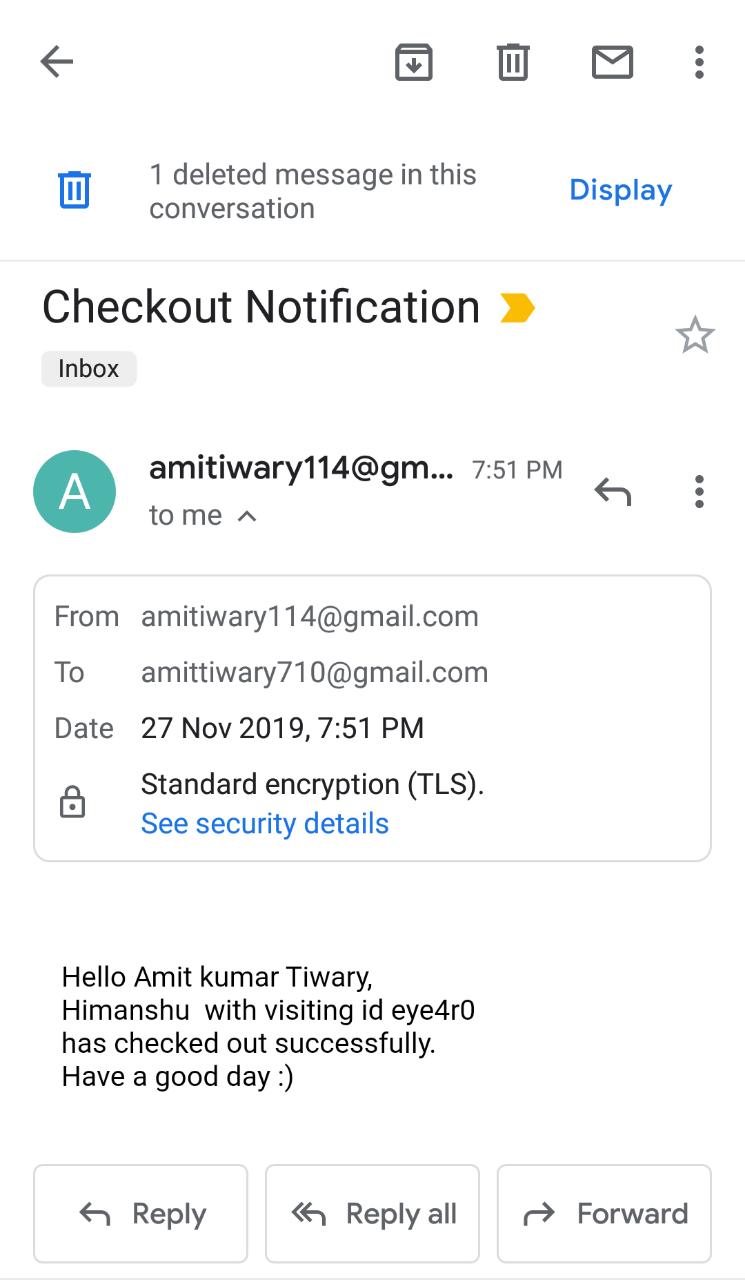 1 deleted message in this
conversation
Display
Checkout Notification
Inbox
A
amitiwary114@gm... 7:51 PM
to me
From amitiwary114@gmail.com
To amittiwary710@gmail.com
Date 27 Nov 2019, 7:51 PM
Standard encryption (TLS).
See security details
Hello Amit kumar Tiwary,
Himanshu  with visiting id eye4r0
has checked out successfully.
Have a good day :)
Reply
Reply all
Forward